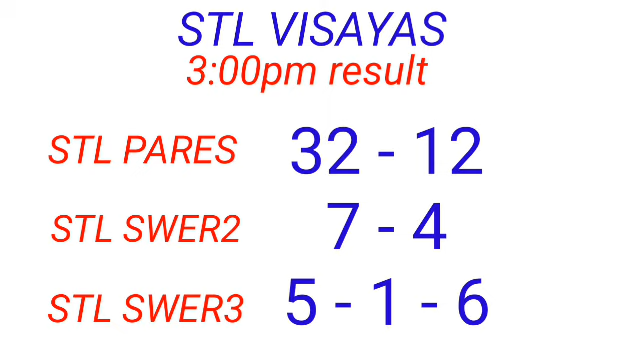 STL VISAYAS
3:00pm result
STL PARES 32 - 12
STL SWER2 7 - 4
STL SWER3 5 - 1 - 6